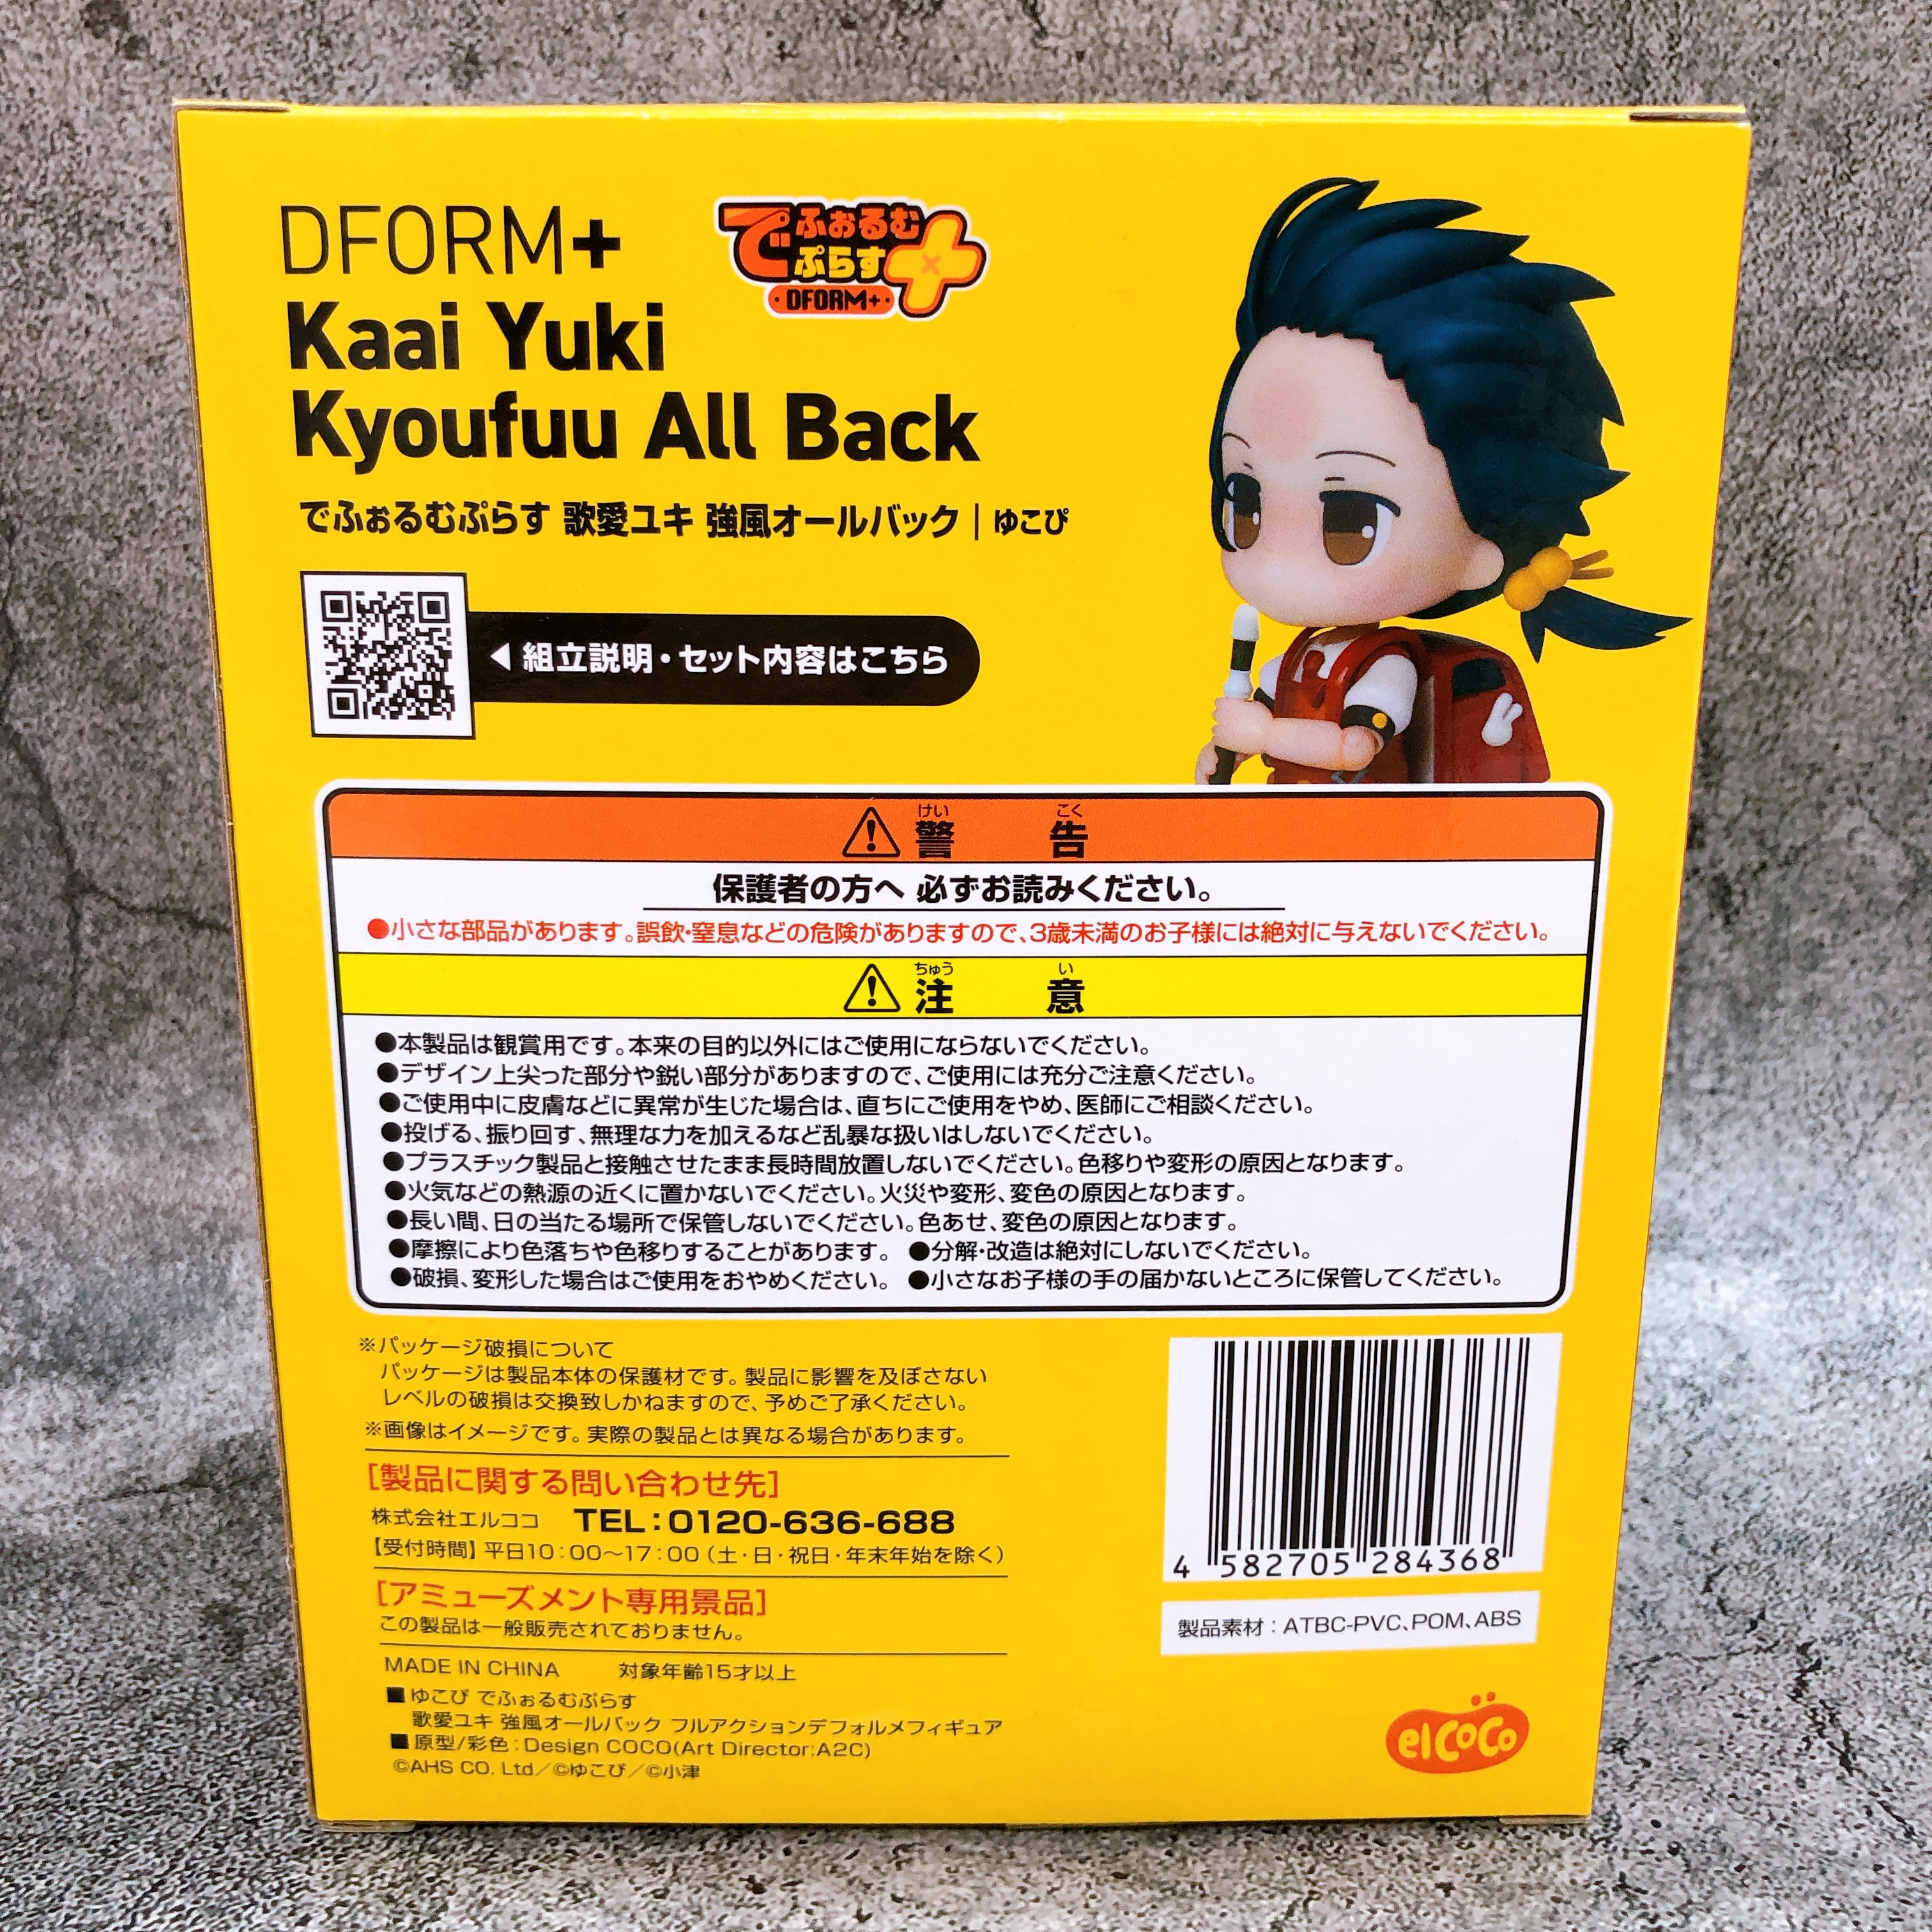 DFORM+
でふぉるむ
ぷらす
DFORM+
Kaai Yuki
Kyoufuu All Back
でふぉるむぷらす 歌愛ユキ 強風オールバック｜ゆこぴ
◀ 組立説明・セット内容はこちら
けい こく
⚠ 警 告
保護者の方へ 必ずお読みください。
●小さな部品があります。誤飲・窒息などの危険がありますので、3歳未満のお子様には絶対に与えないでください。
ちゅう い
⚠ 注 意
●本製品は観賞用です。本来の目的以外にはご使用にならないでください。
●デザイン上尖った部分や鋭い部分がありますので、ご使用には充分ご注意ください。
●ご使用中に皮膚などに異常が生じた場合は、直ちにご使用をやめ、医師にご相談ください。
●投げる、振り回す、無理な力を加えるなど乱暴な扱いはしないでください。
●プラスチック製品と接触させたまま長時間放置しないでください。色移りや変形の原因となります。
●火気などの熱源の近くに置かないでください。火災や変形、変色の原因となります。
●長い間、日の当たる場所で保管しないでください。色あせ、変色の原因となります。
●摩擦により色落ちや色移りすることがあります。 ●分解・改造は絶対にしないでください。
●破損、変形した場合はご使用をおやめください。 ●小さなお子様の手の届かないところに保管してください。
※パッケージ破損について
パッケージは製品本体の保護材です。製品に影響を及ぼさない
レベルの破損は交換致しかねますので、予めご了承ください。
※画像はイメージです。実際の製品とは異なる場合があります。
[製品に関する問い合わせ先]
株式会社エルココ TEL：0120-636-688
【受付時間】平日10：00〜17：00（土・日・祝日・年末年始を除く）
[アミューズメント専用景品]
この製品は一般販売されておりません。
MADE IN CHINA 対象年齢15才以上
■ゆこぴ でふぉるむぷらす
歌愛ユキ 強風オールバック フルアクションデフォルメフィギュア
■原型/彩色：Design COCO(Art Director:A2C)
©AHS CO. Ltd／©ゆこぴ／©小津
4 582705 284368
製品素材：ATBC-PVC、POM、ABS
elCoCo